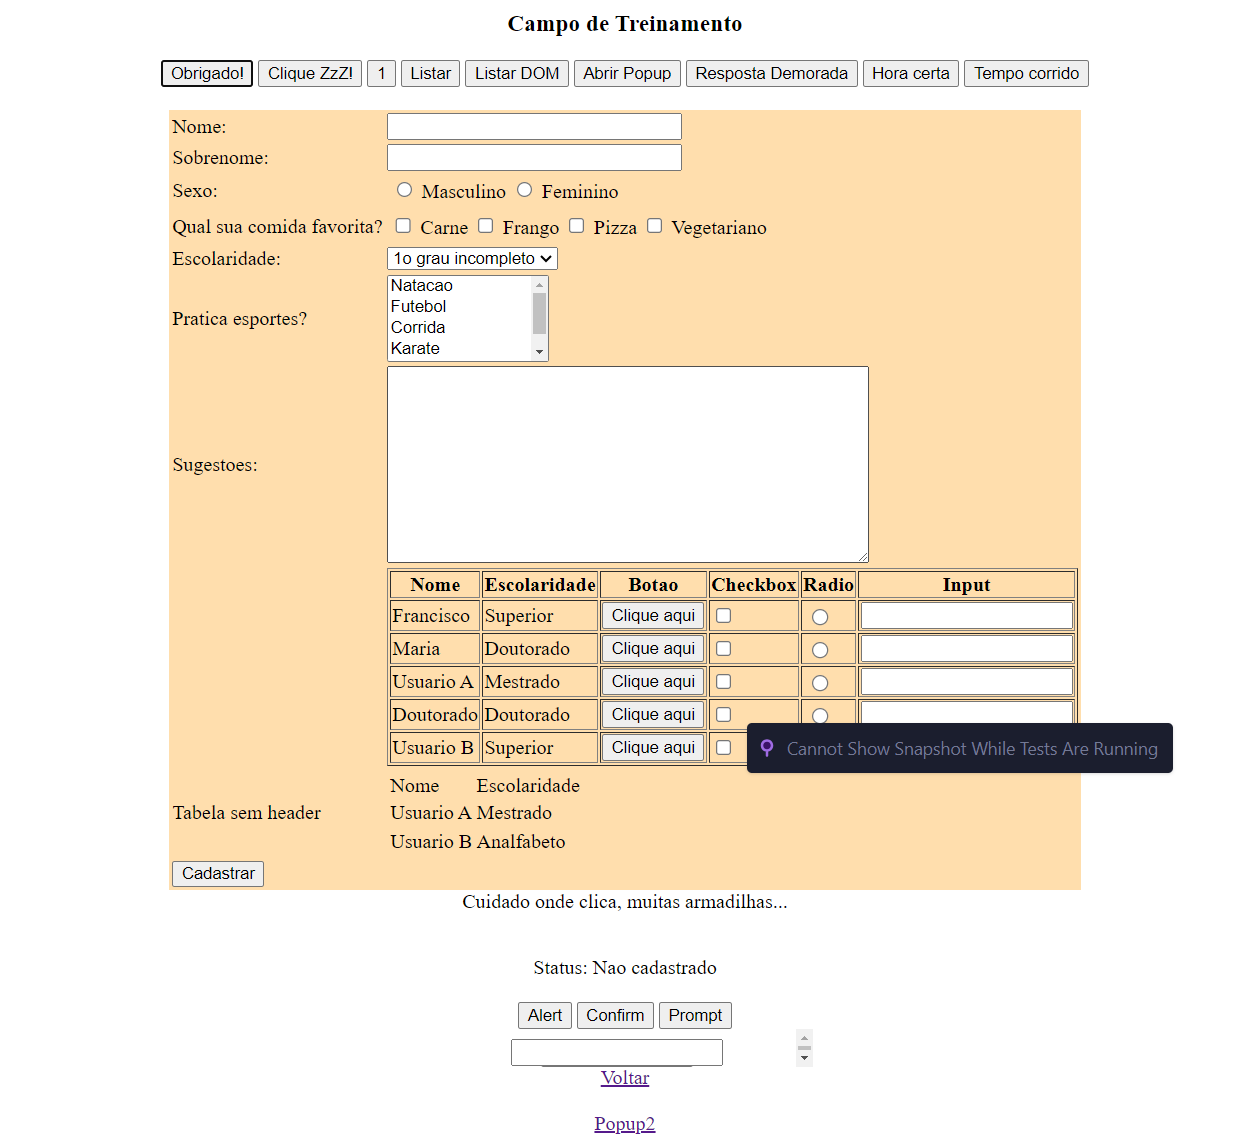 Campo de Treinamento
Obrigado! Clique ZzZ! 1 Listar Listar DOM Abrir Popup Resposta Demorada Hora certa Tempo corrido
Nome:
Sobrenome:
Sexo: Masculino Feminino
Qual sua comida favorita? Carne Frango Pizza Vegetariano
Escolaridade: 1o grau incompleto
Pratica esportes?
Natacao
Futebol
Corrida
Karate
Sugestoes:
Nome Escolaridade Botao Checkbox Radio Input
Francisco Superior Clique aqui
Maria Doutorado Clique aqui
Usuario A Mestrado Clique aqui
Doutorado Doutorado Clique aqui
Usuario B Superior Clique aqui
Cannot Show Snapshot While Tests Are Running
Tabela sem header
Nome Escolaridade
Usuario A Mestrado
Usuario B Analfabeto
Cadastrar
Cuidado onde clica, muitas armadilhas...
Status: Nao cadastrado
Alert Confirm Prompt
Voltar
Popup2